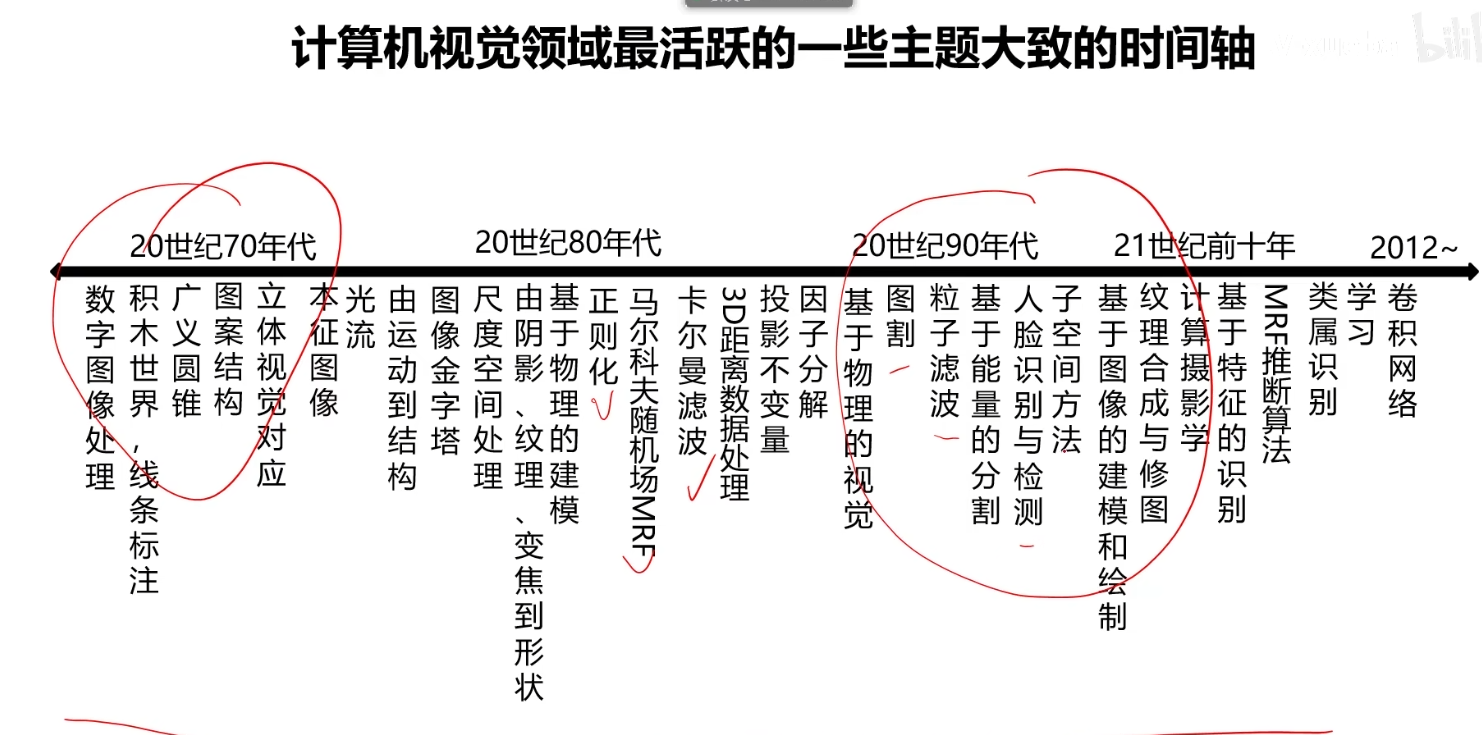 计算机视觉领域最活跃的一些主题大致的时间轴
20世纪70年代
20世纪80年代
20世纪90年代
21世纪前十年
2012~
数字图像处理
积木世界,线条标注
广义圆锥
图案结构
立体视觉对应
本征图像
光流
由运动到结构
图像金字塔
尺度空间处理
由阴影、纹理、变焦到形状
基于物理的建模
正则化
马尔科夫随机场MRF
卡尔曼滤波
3D距离数据处理
投影不变量
因子分解
基于物理的视觉
图割
粒子滤波
基于能量的分割
人脸识别与检测
子空间方法
基于图像的建模和绘制
纹理合成与修图
计算摄影学
基于特征的识别
MRF推断算法
类属识别
学习
卷积网络